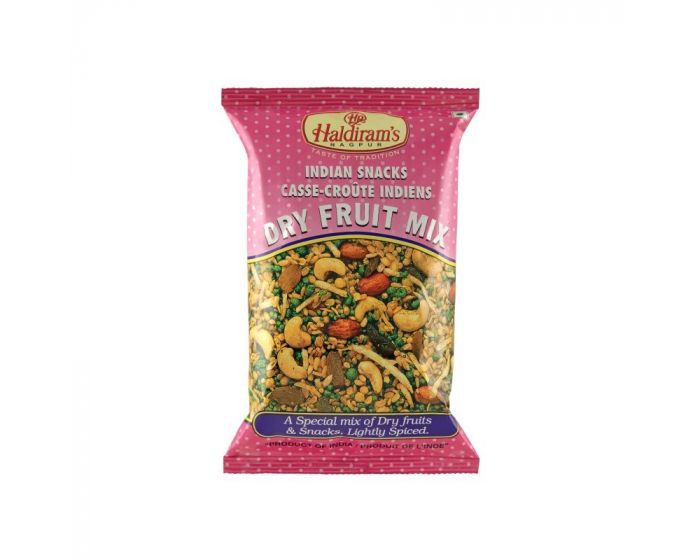 Haldiram's
NAGPUR
TASTE OF TRADITION
INDIAN SNACKS
CASSE-CROÛTE INDIENS
DRY FRUIT MIX
A Special mix of Dry fruits
& Snacks. Lightly Spiced.
*PRODUCT OF INDIA / PRODUIT DE L'INDE*